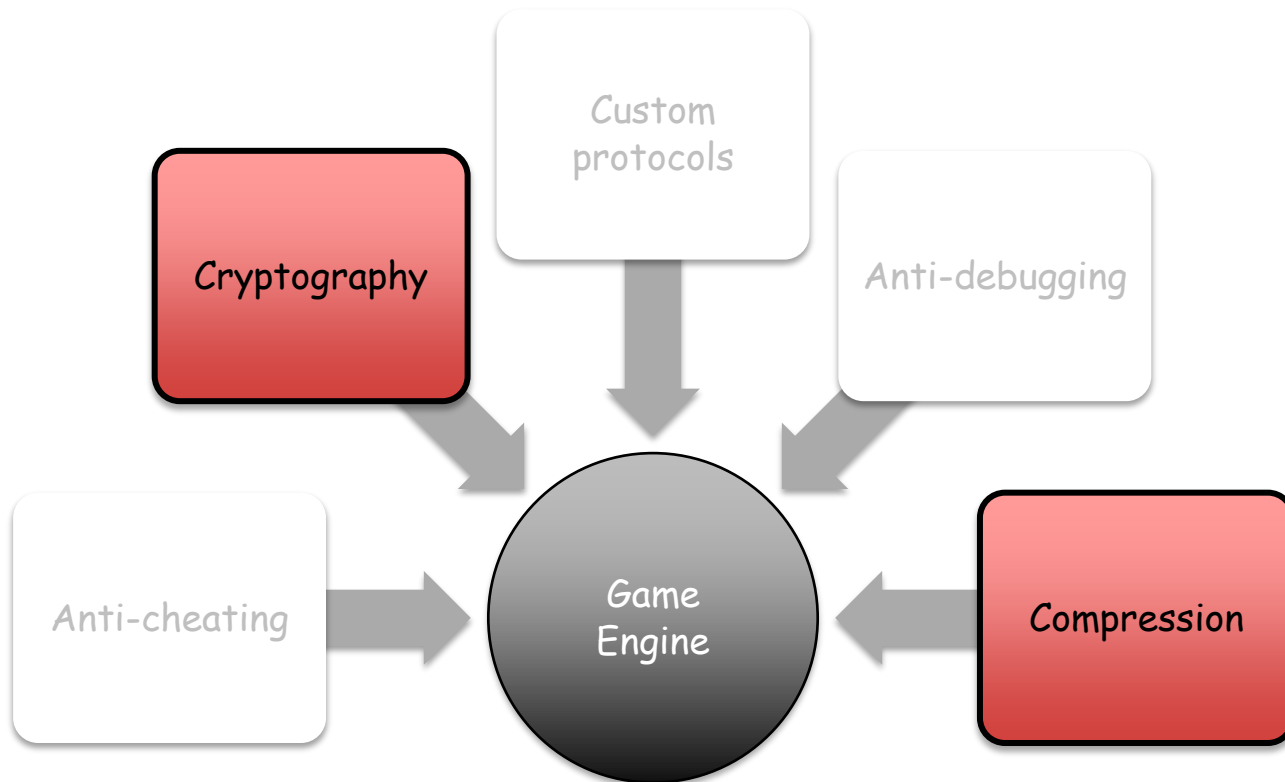 Custom
protocols
Cryptography
Anti-debugging
Anti-cheating
Game
Engine
Compression